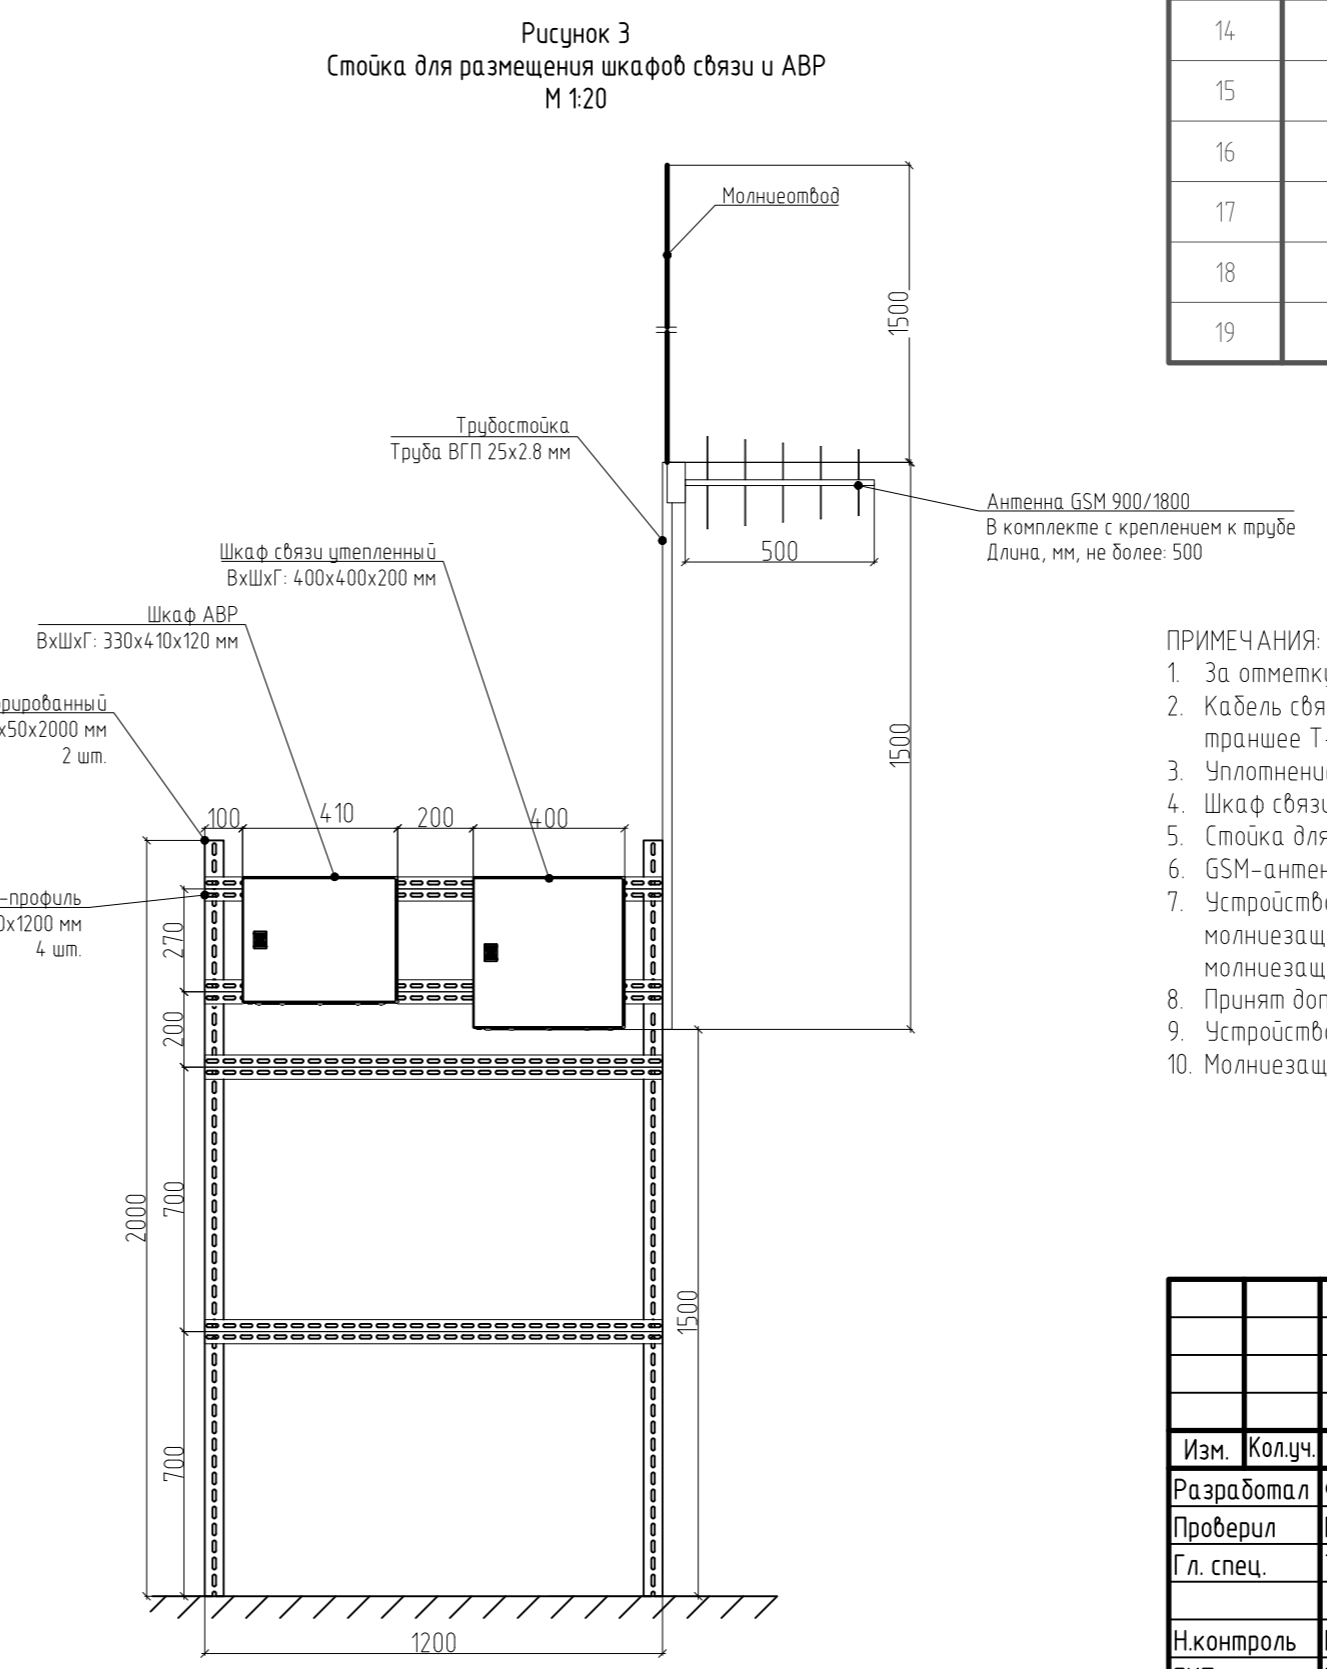 Рисунок 3
Стойка для размещения шкафов связи и АВР
М 1:20
Молниеотвод
1500
Трубостойка
Труба ВГП 25х2.8 мм
Антенна GSM 900/1800
В комплекте с креплением к трубе
Длина, мм, не более: 500
500
Шкаф связи утепленный
ВхШхГ: 400х400х200 мм
Шкаф АВР
ВхШхГ: 330х410х120 мм
х50х2000 мм
2 шт.
1500
100
410
200
400
-профиль
0х1200 мм
4 шт.
270
200
2000
700
1500
700
1200
14
15
16
17
18
19
ПРИМЕЧАНИЯ:
1. За отметку
2. Кабель свя
траншее Т-
3. Уплотнени
4. Шкаф связи
5. Стойка для
6. GSM-антен
7. Устройств
молниезащ
молниезащ
8. Принят доп
9. Устройств
10. Молниезащ
Изм. Кол.уч.
Разработал
Проверил
Гл. спец.
Н.контроль